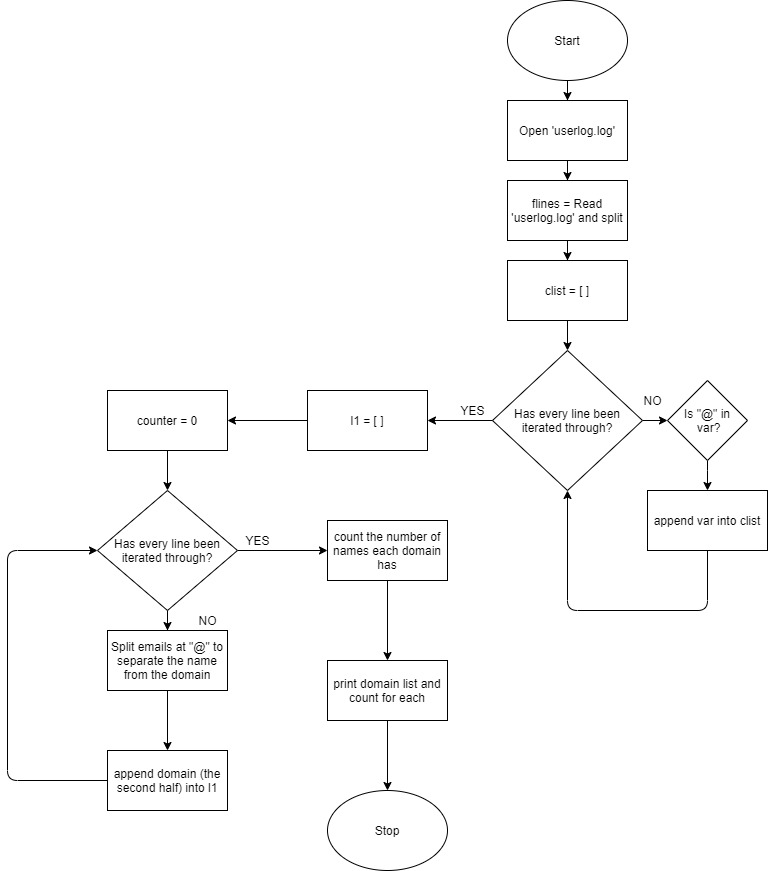 Start
Open 'userlog.log'
flines = Read
'userlog.log' and split
clist = [ ]
Has every line been
iterated through?
NO
Is "@" in
var?
append var into clist
YES
l1 = [ ]
counter = 0
Has every line been
iterated through?
YES
NO
Split emails at "@" to
separate the name
from the domain
append domain (the
second half) into l1
count the number of
names each domain
has
print domain list and
count for each
Stop